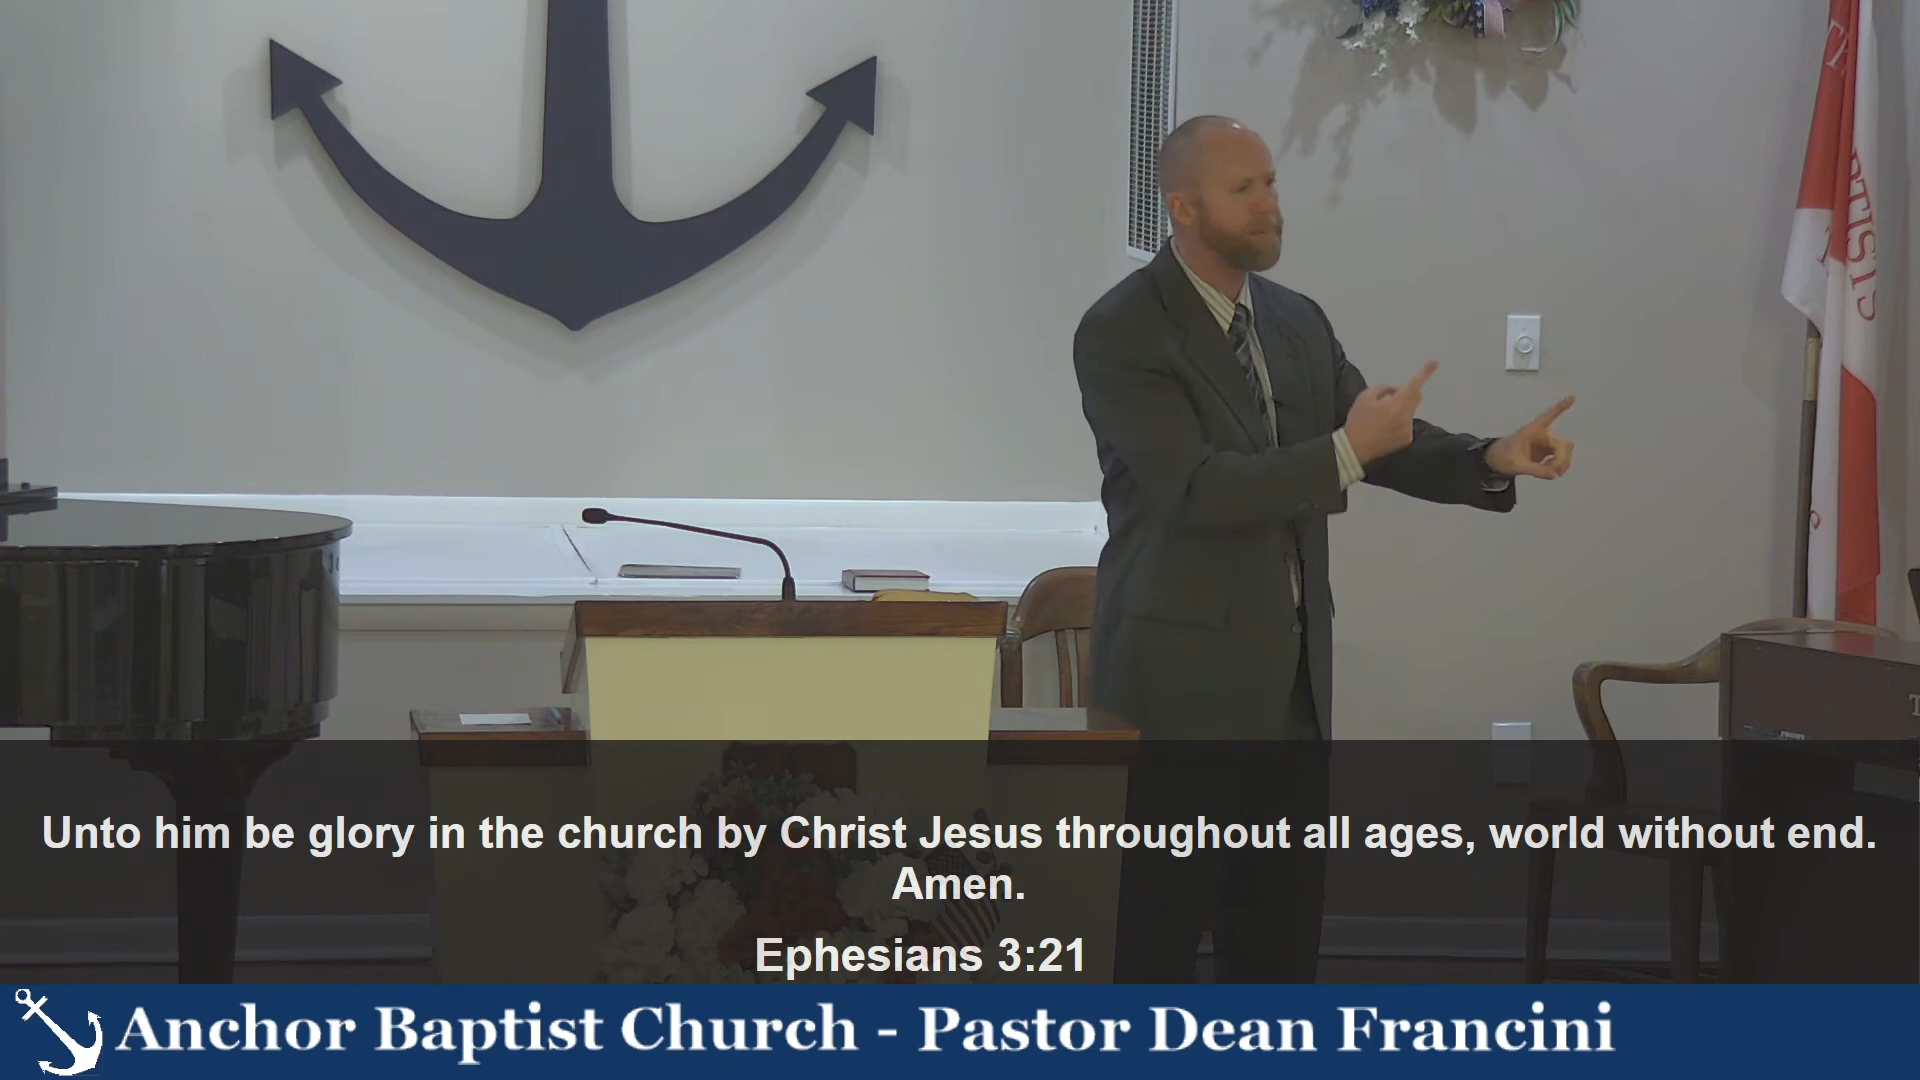 Unto him be glory in the church by Christ Jesus throughout all ages, world without end.
Amen.
Ephesians 3:21
Anchor Baptist Church - Pastor Dean Francini